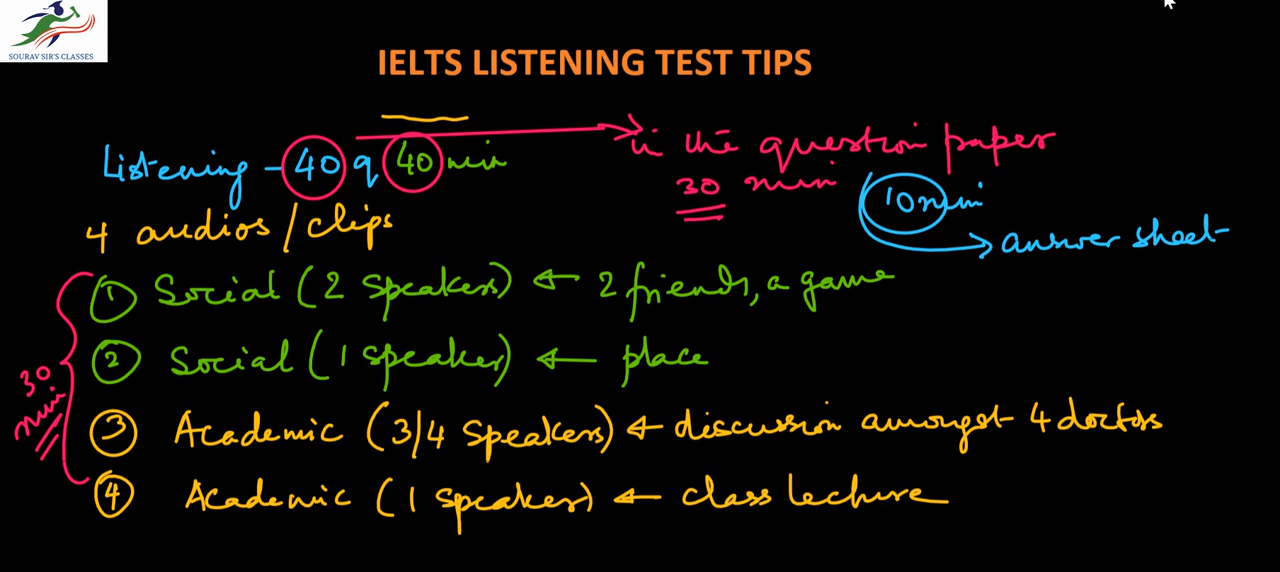 SOURAV SIR'S CLASSES
IELTS LISTENING TEST TIPS
Listening - 40 q 40 min → in the question paper
30 min 10 min → answer sheet
4 audios / clips
① Social (2 speakers) ← 2 friends, a game
② Social (1 speaker) ← place
30 min
③ Academic (3/4 speakers) ← discussion amongst 4 doctors
④ Academic (1 speaker) ← class lecture